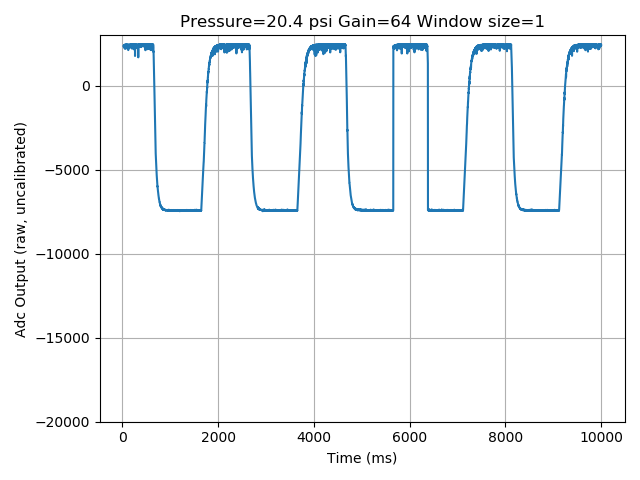 Pressure=20.4 psi Gain=64 Window size=1
Adc Output (raw, uncalibrated)
0
−5000
−10000
−15000
−20000
0 2000 4000 6000 8000 10000
Time (ms)